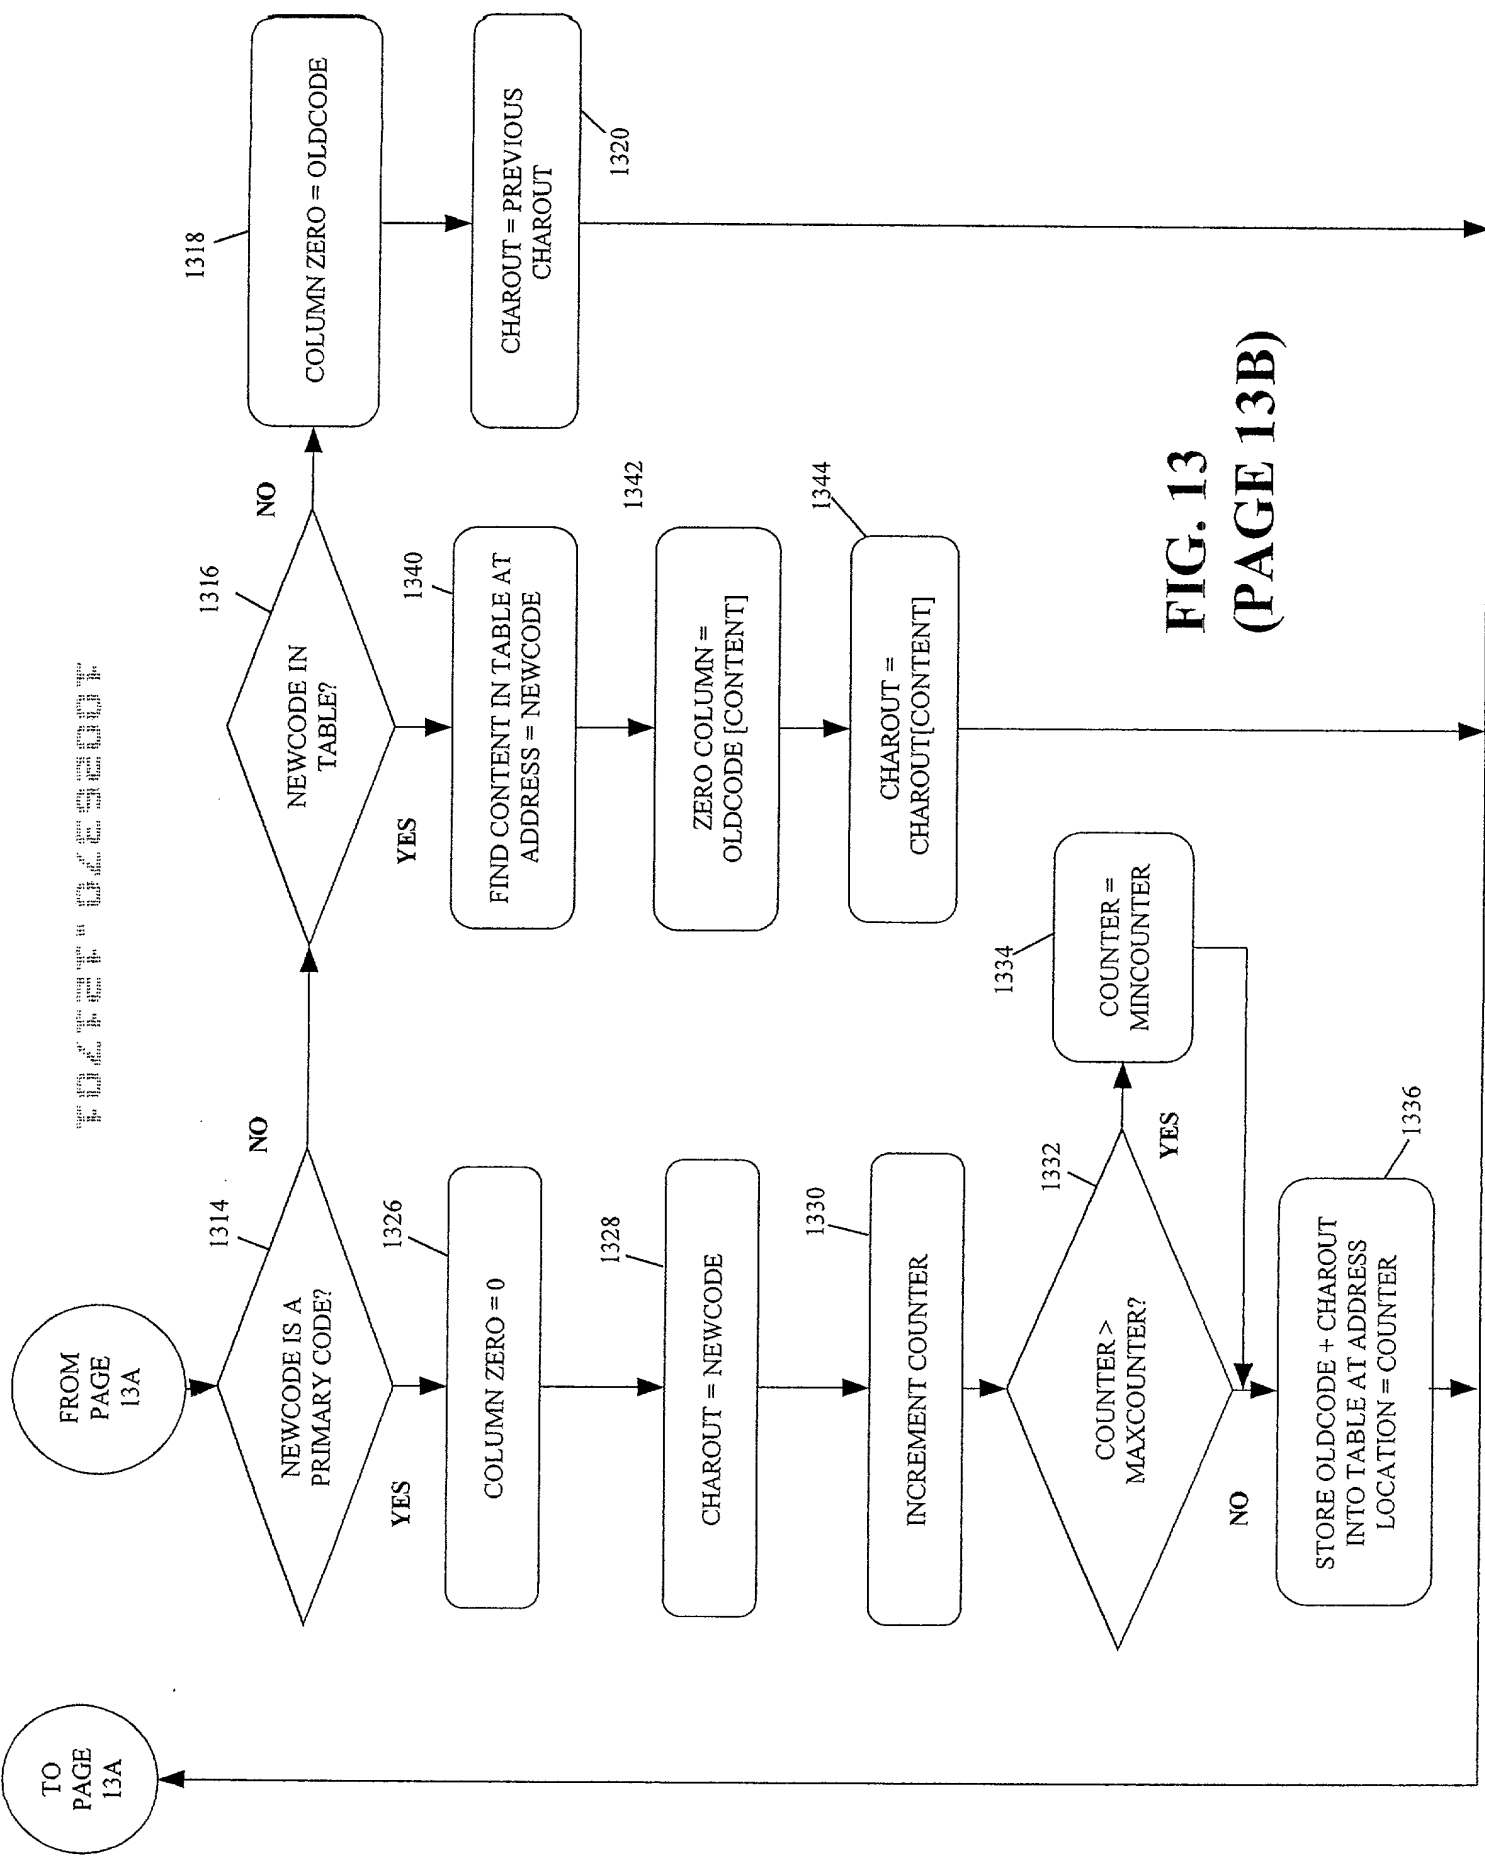 TO
PAGE
13A
FROM
PAGE
13A
1314
NEWCODE IS A
PRIMARY CODE?
NO
YES
1326
COLUMN ZERO = 0
1328
CHAROUT = NEWCODE
1330
INCREMENT COUNTER
1332
COUNTER >
MAXCOUNTER?
YES
NO
1334
COUNTER =
MINCOUNTER
1336
STORE OLDCODE + CHAROUT
INTO TABLE AT ADDRESS
LOCATION = COUNTER
1316
NEWCODE IN
TABLE?
NO
YES
1340
FIND CONTENT IN TABLE AT
ADDRESS = NEWCODE
1342
ZERO COLUMN =
OLDCODE [CONTENT]
1344
CHAROUT =
CHAROUT[CONTENT]
1318
COLUMN ZERO = OLDCODE
1320
CHAROUT = PREVIOUS
CHAROUT
FIG. 13
(PAGE 13B)